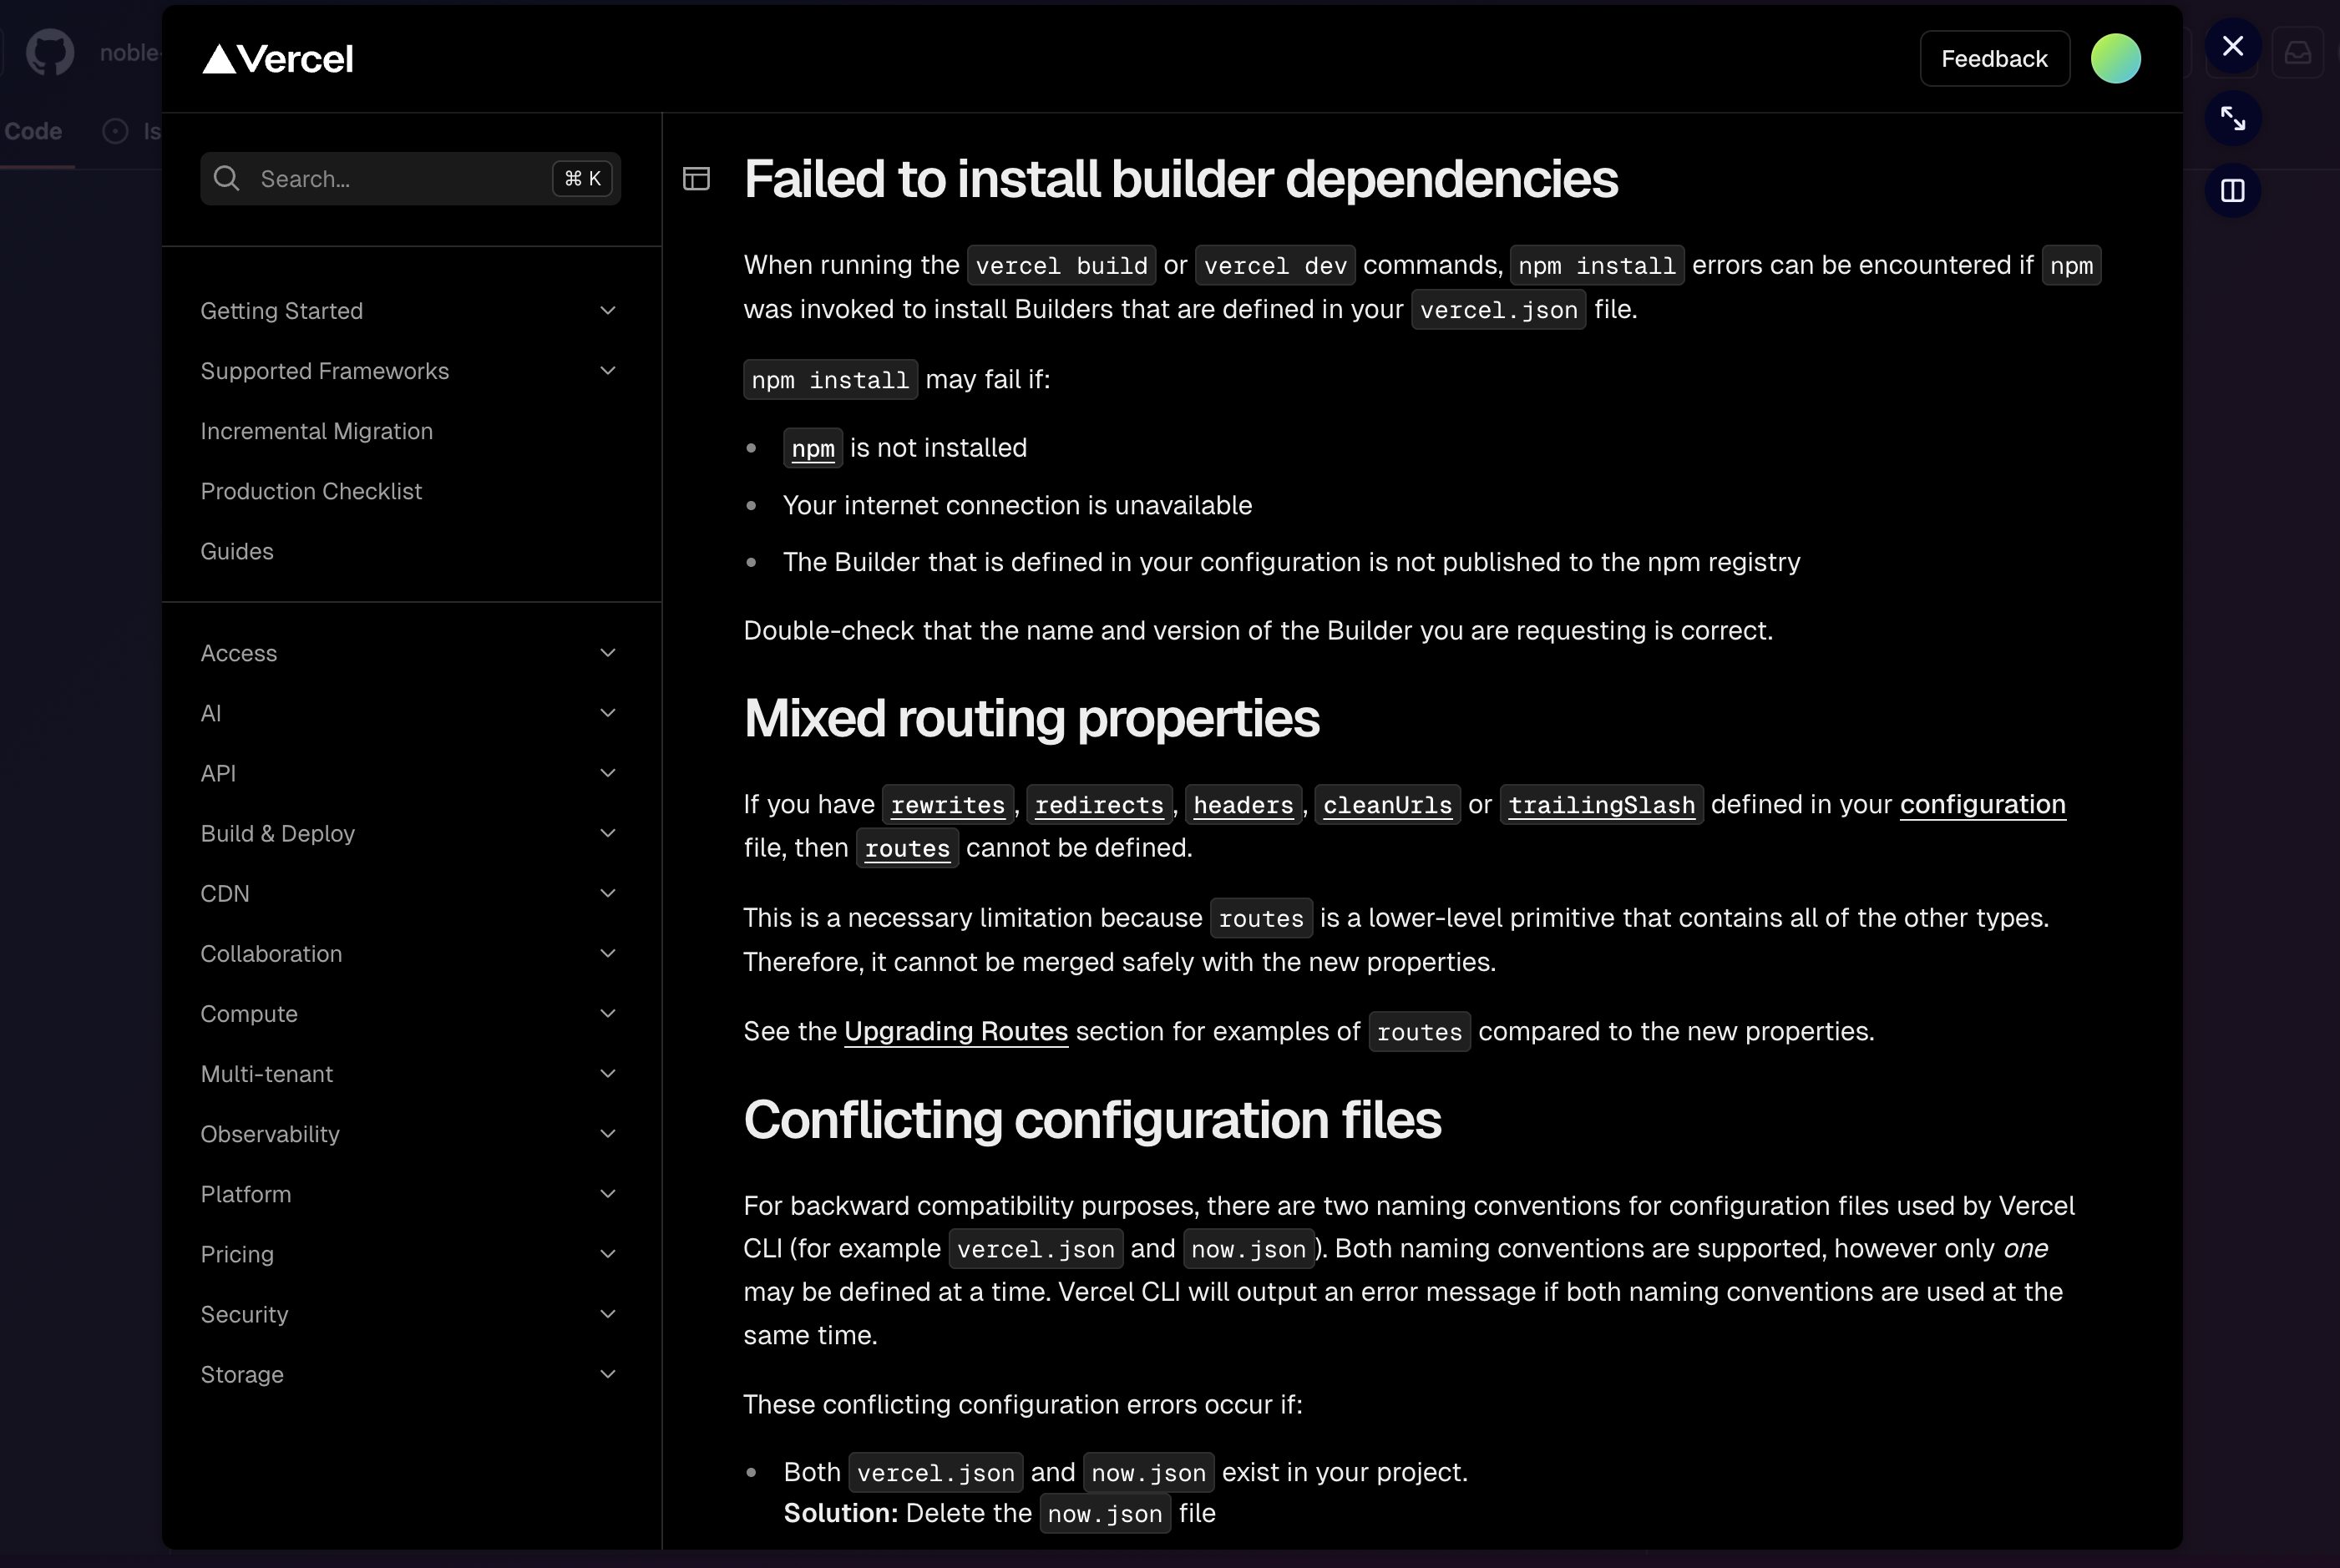 noble-
Code
Is
Vercel
Feedback
Search...
⌘ K
Getting Started
Supported Frameworks
Incremental Migration
Production Checklist
Guides
Access
AI
API
Build & Deploy
CDN
Collaboration
Compute
Multi-tenant
Observability
Platform
Pricing
Security
Storage
Failed to install builder dependencies
When running the vercel build or vercel dev commands, npm install errors can be encountered if npm
was invoked to install Builders that are defined in your vercel.json file.
npm install may fail if:
• npm is not installed
• Your internet connection is unavailable
• The Builder that is defined in your configuration is not published to the npm registry
Double-check that the name and version of the Builder you are requesting is correct.
Mixed routing properties
If you have rewrites, redirects, headers, cleanUrls or trailingSlash defined in your configuration
file, then routes cannot be defined.
This is a necessary limitation because routes is a lower-level primitive that contains all of the other types.
Therefore, it cannot be merged safely with the new properties.
See the Upgrading Routes section for examples of routes compared to the new properties.
Conflicting configuration files
For backward compatibility purposes, there are two naming conventions for configuration files used by Vercel
CLI (for example vercel.json and now.json). Both naming conventions are supported, however only one
may be defined at a time. Vercel CLI will output an error message if both naming conventions are used at the
same time.
These conflicting configuration errors occur if:
• Both vercel.json and now.json exist in your project.
Solution: Delete the now.json file